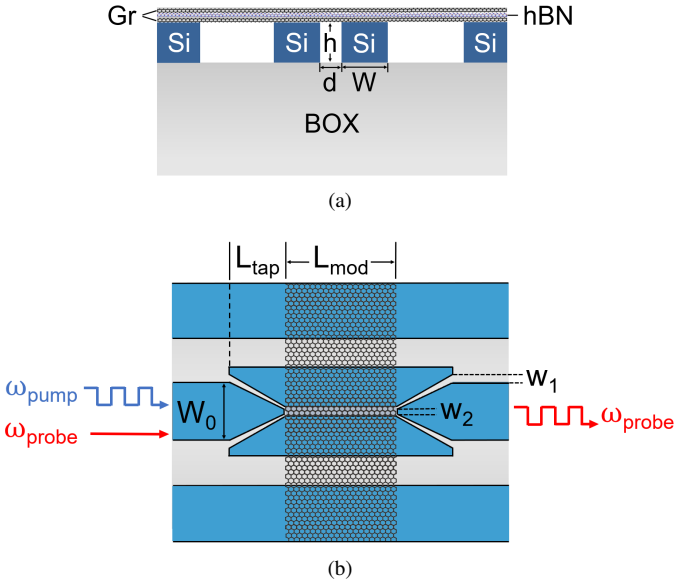 Gr hBN
Si Si h Si Si
d W
BOX
(a)
L_tap L_mod
ω_pump W_0 w_1
ω_probe w_2 ω_probe
(b)